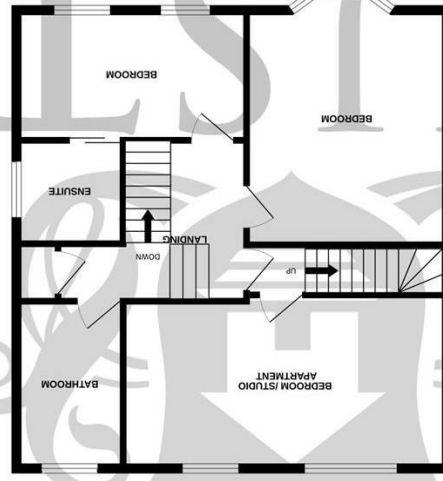 BEDROOM /STUDIO
APARTMENT
BATHROOM
UP
DOWN
LANDING
ENSUITE
BEDROOM
BEDROOM